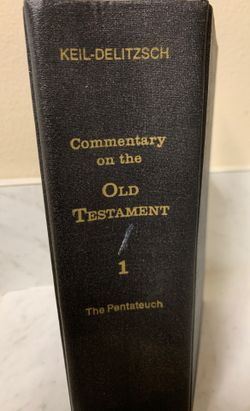 KEIL-DELITZSCH
Commentary
on the
OLD
TESTAMENT
1
The Pentateuch